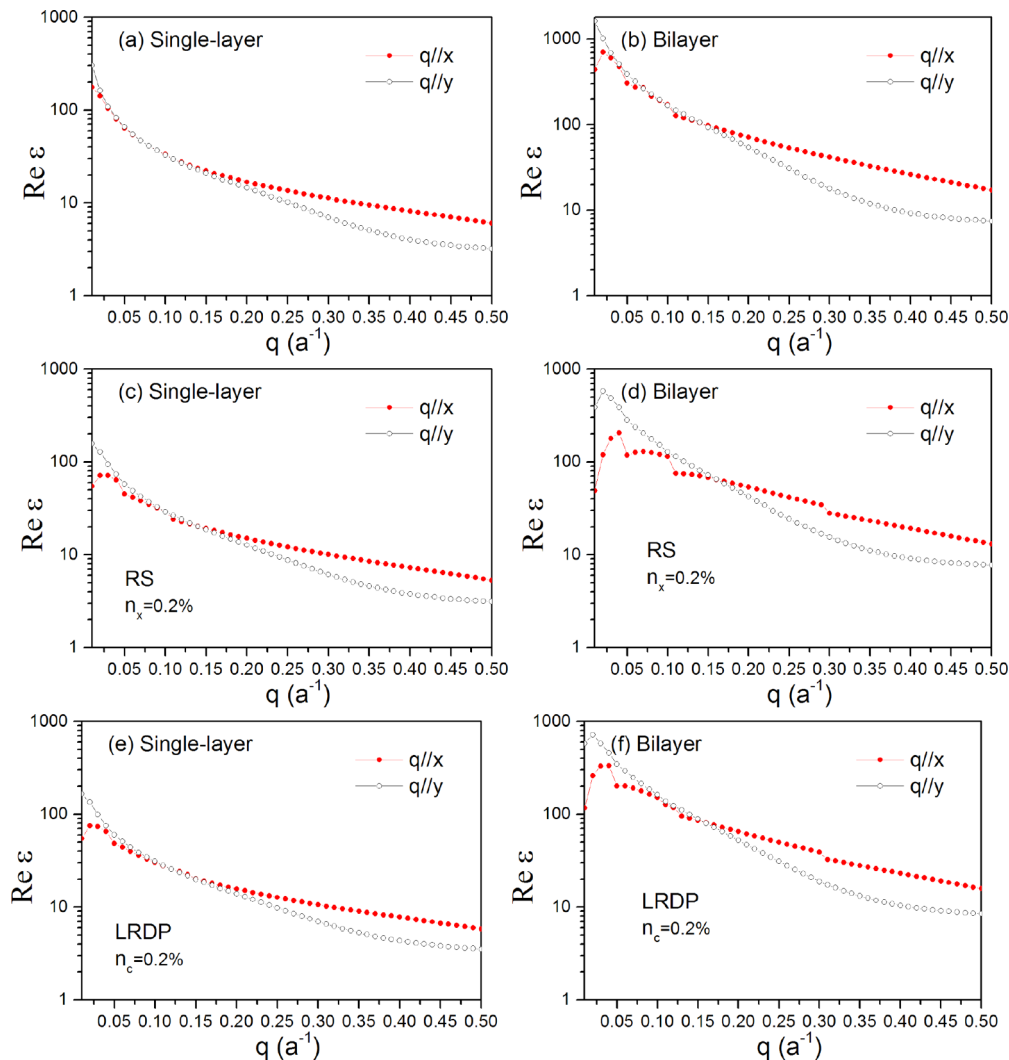 (a) Single-layer
q//x
q//y
Re ε
1000
100
10
1
0.05 0.10 0.15 0.20 0.25 0.30 0.35 0.40 0.45 0.50
q (a⁻¹)
(b) Bilayer
q//x
q//y
Re ε
1000
100
10
1
0.05 0.10 0.15 0.20 0.25 0.30 0.35 0.40 0.45 0.50
q (a⁻¹)
(c) Single-layer
q//x
q//y
Re ε
1000
100
10
1
RS
nₓ=0.2%
0.05 0.10 0.15 0.20 0.25 0.30 0.35 0.40 0.45 0.50
q (a⁻¹)
(d) Bilayer
q//x
q//y
Re ε
1000
100
10
1
RS
nₓ=0.2%
0.05 0.10 0.15 0.20 0.25 0.30 0.35 0.40 0.45 0.50
q (a⁻¹)
(e) Single-layer
q//x
q//y
Re ε
1000
100
10
1
LRDP
n_c=0.2%
0.05 0.10 0.15 0.20 0.25 0.30 0.35 0.40 0.45 0.50
q (a⁻¹)
(f) Bilayer
q//x
q//y
Re ε
1000
100
10
1
LRDP
n_c=0.2%
0.05 0.10 0.15 0.20 0.25 0.30 0.35 0.40 0.45 0.50
q (a⁻¹)